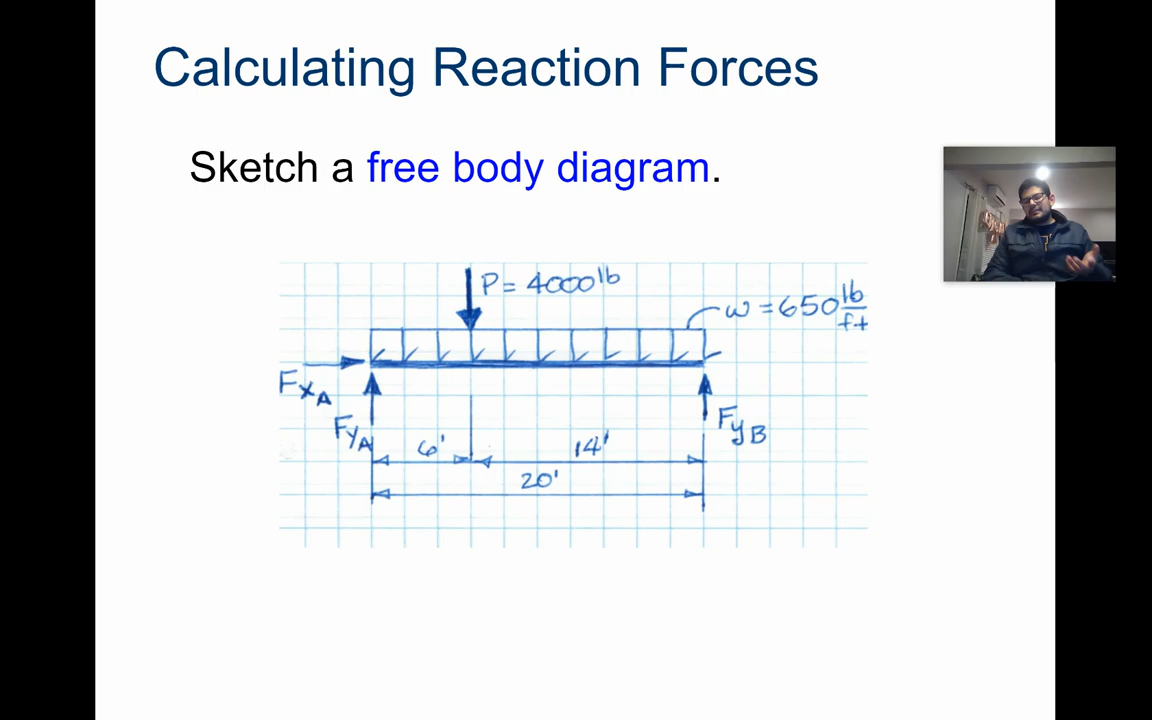 Calculating Reaction Forces
Sketch a free body diagram.
P = 4000 lb
w = 650 lb/ft
FxA
FyA
FyB
6'
14'
20'